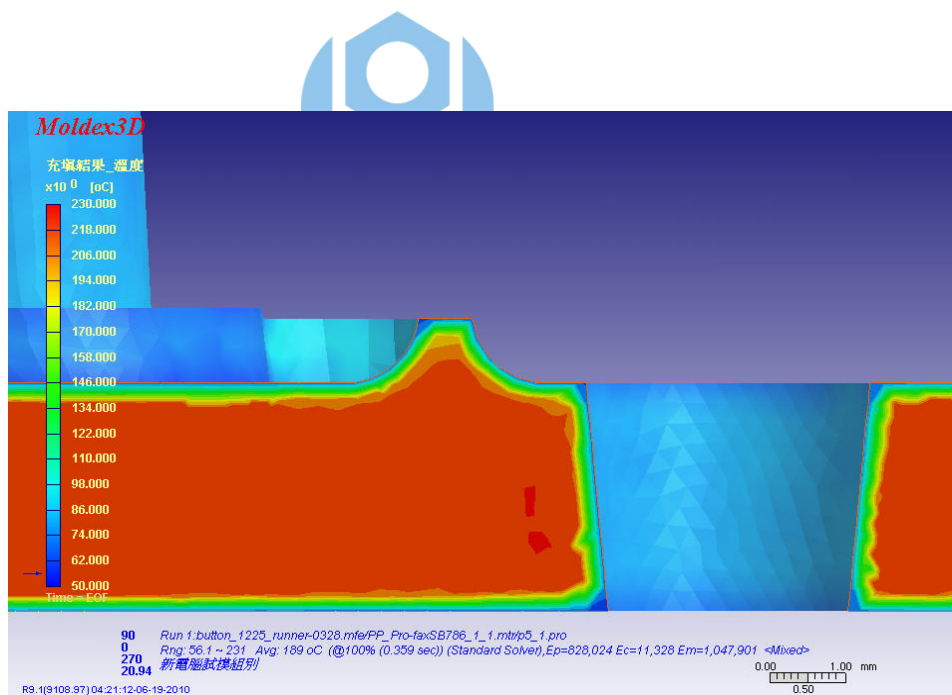 Moldex3D
充填結果_溫度
x10 0 [oC]
230.000
218.000
206.000
194.000
182.000
170.000
158.000
146.000
134.000
122.000
110.000
98.000
86.000
74.000
62.000
50.000
Time = EOF
90 Run 1:button_1225_runner-0328.mfe/PP_Pro-faxSB786_1_1.mtr/p5_1.pro
0 Rng: 56.1 ~ 231 Avg: 189 oC (@100% (0.359 sec)) (Standard Solver),Ep=828,024 Ec=11,328 Em=1,047,901 <Mixed>
270 新電腦試模組別
20.94
0.00 1.00 mm
0.50
R9.1(9108.97) 04:21:12-06-19-2010